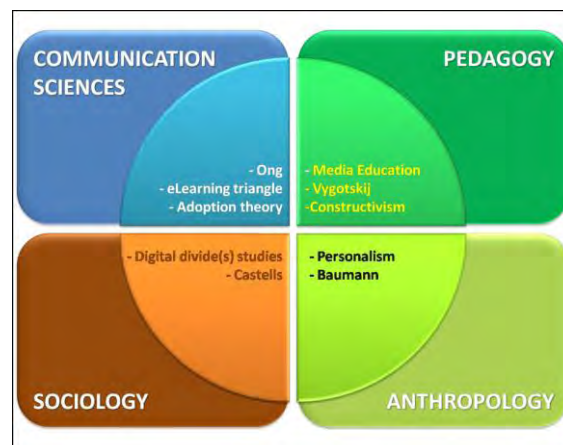 COMMUNICATION
SCIENCES
PEDAGOGY
- Ong
- eLearning triangle
- Adoption theory
- Media Education
- Vygotskij
-Constructivism
- Digital divide(s) studies
- Castells
- Personalism
- Baumann
SOCIOLOGY
ANTHROPOLOGY